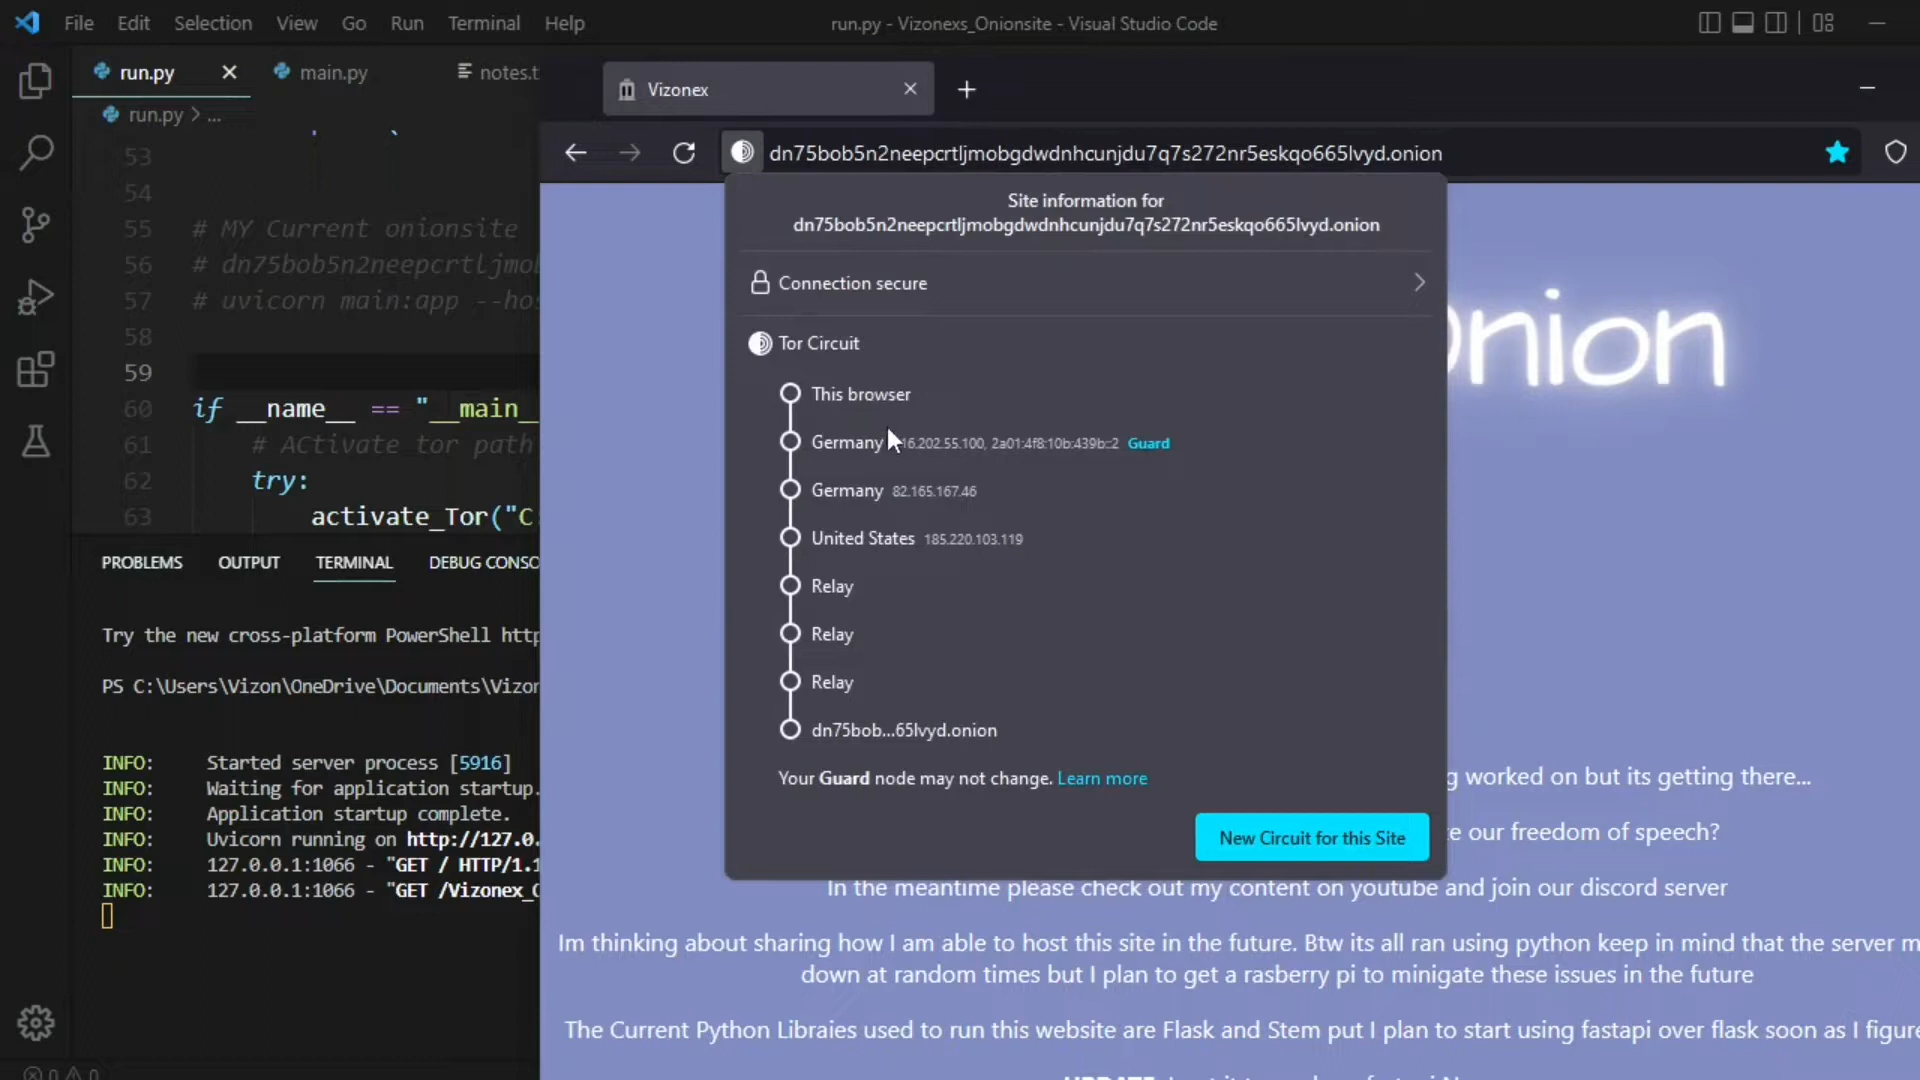 File Edit Selection View Go Run Terminal Help
run.py - Vizonexs_Onionsite - Visual Studio Code
run.py main.py notes.t
run.py > ...
53
54
55 # MY Current onionsite
56 # dn75bob5n2neepcrtljmob
57 # uvicorn main:app --hos
58
59
60 if __name__ == "__main_
61 # ACtivate tor path
62 try:
63 activate_Tor("C:
PROBLEMS OUTPUT TERMINAL DEBUG CONSO
Try the new cross-platform PowerShell http
PS C:\Users\Vizon\OneDrive\Documents\Vizon
INFO: Started server process [5916]
INFO: Waiting for application startup.
INFO: Application startup complete.
INFO: Uvicorn running on http://127.0.
INFO: 127.0.0.1:1066 - "GET / HTTP/1.1
INFO: 127.0.0.1:1066 - "GET /Vizonex_O
Vizonex
dn75bob5n2neepcrtljmobgdwdnhcunjdu7q7s272nr5eskqo665lvyd.onion
Site information for
dn75bob5n2neepcrtljmobgdwdnhcunjdu7q7s272nr5eskqo665lvyd.onion
Connection secure
Tor Circuit
This browser
Germany 16.202.55.100, 2a01:4f8:10b:439b::2 Guard
Germany 82.165.167.46
United States 185.220.103.119
Relay
Relay
Relay
dn75bob...65lvyd.onion
Your Guard node may not change. Learn more
New Circuit for this Site
Onion
g worked on but its getting there...
e our freedom of speech?
In the meantime please check out my content on youtube and join our discord server
Im thinking about sharing how I am able to host this site in the future. Btw its all ran using python keep in mind that the server m
down at random times but I plan to get a rasberry pi to minigate these issues in the future
The Current Python Libraies used to run this website are Flask and Stem put I plan to start using fastapi over flask soon as I figure